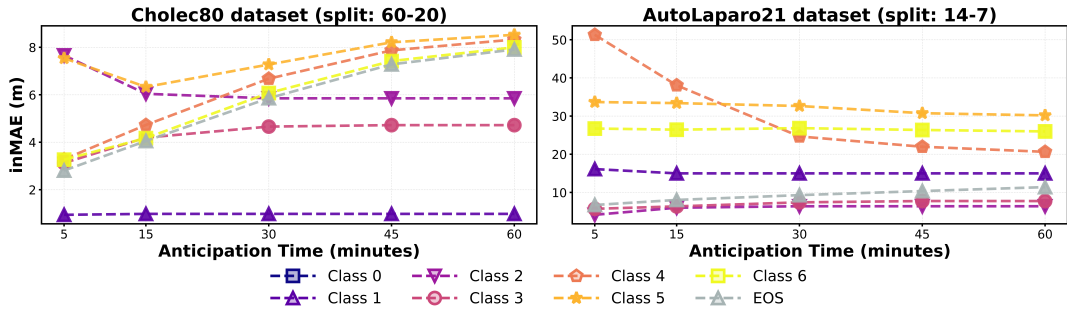 Cholec80 dataset (split: 60-20)
AutoLaparo21 dataset (split: 14-7)
inMAE (m)
8
6
4
2
50
40
30
20
10
5 15 30 45 60
5 15 30 45 60
Anticipation Time (minutes)
Anticipation Time (minutes)
Class 0
Class 2
Class 4
Class 6
Class 1
Class 3
Class 5
EOS